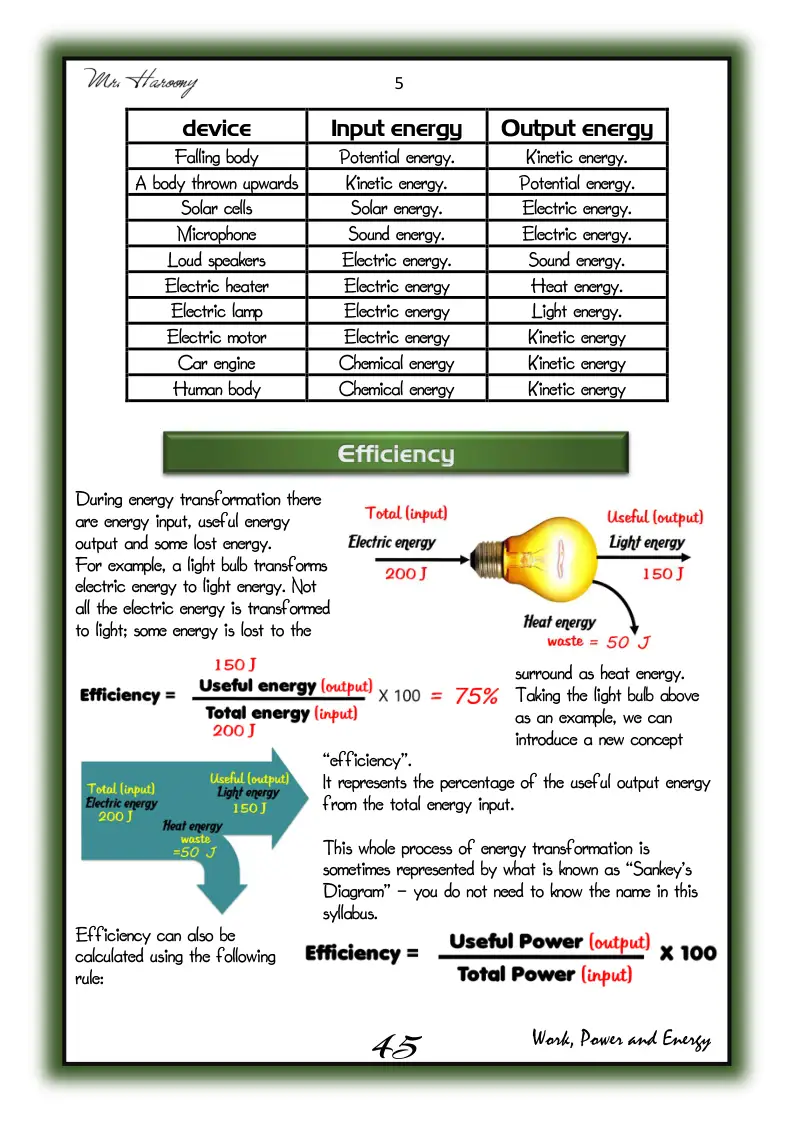 Mr. Haroony
5
device Input energy Output energy
Falling body Potential energy. Kinetic energy.
A body thrown upwards Kinetic energy. Potential energy.
Solar cells Solar energy. Electric energy.
Microphone Sound energy. Electric energy.
Loud speakers Electric energy. Sound energy.
Electric heater Electric energy Heat energy.
Electric lamp Electric energy Light energy.
Electric motor Electric energy Kinetic energy
Car engine Chemical energy Kinetic energy
Human body Chemical energy Kinetic energy
Efficiency
During energy transformation there
are energy input, useful energy
output and some lost energy.
For example, a light bulb transforms
electric energy to light energy. Not
all the electric energy is transformed
to light; some energy is lost to the
Total (input)
Electric energy
200 J
Useful (output)
Light energy
150 J
Heat energy
waste = 50 J
150 J
Efficiency = Useful energy (output) X 100 = 75%
Total energy (input)
200 J
surround as heat energy.
Taking the light bulb above
as an example, we can
introduce a new concept
"efficiency".
It represents the percentage of the useful output energy
from the total energy input.
Total (input)
Electric energy
200 J
Useful (output)
Light energy
150 J
Heat energy
waste
=50 J
This whole process of energy transformation is
sometimes represented by what is known as "Sankey's
Diagram" – you do not need to know the name in this
syllabus.
Efficiency can also be
calculated using the following
rule:
Efficiency = Useful Power (output) X 100
Total Power (input)
45
Work, Power and Energy